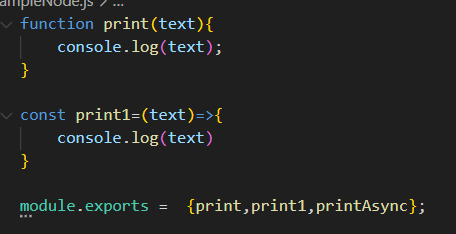 ampleNode.js > ...
function print(text){
    console.log(text);
}
const print1=(text)=>{
    console.log(text)
}
module.exports =  {print,print1,printAsync};